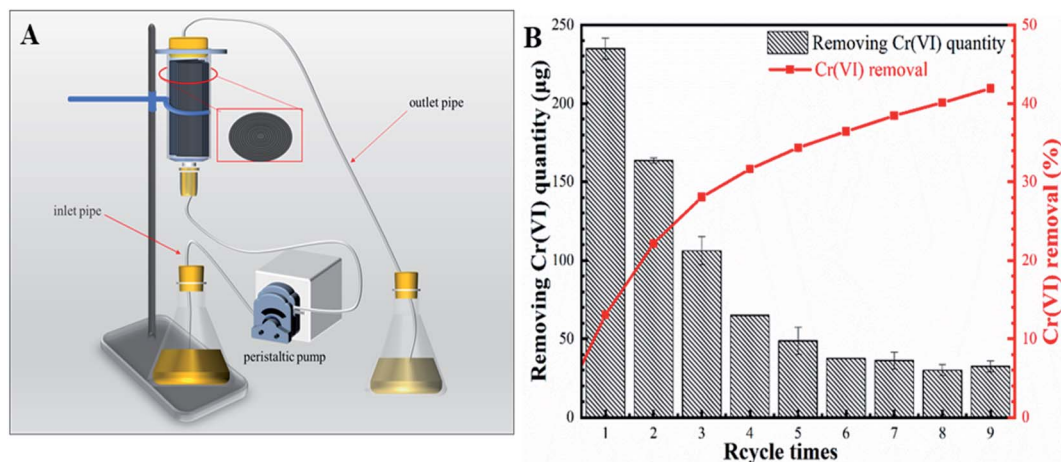 A
outlet pipe
inlet pipe
peristaltic pump
B
Removing Cr(VI) quantity
Cr(VI) removal
Removing Cr(VI) quantity (μg)
250
200
150
100
50
0
50
40
30
20
10
0
Cr(VI) removal (%)
1 2 3 4 5 6 7 8 9
Rcycle times